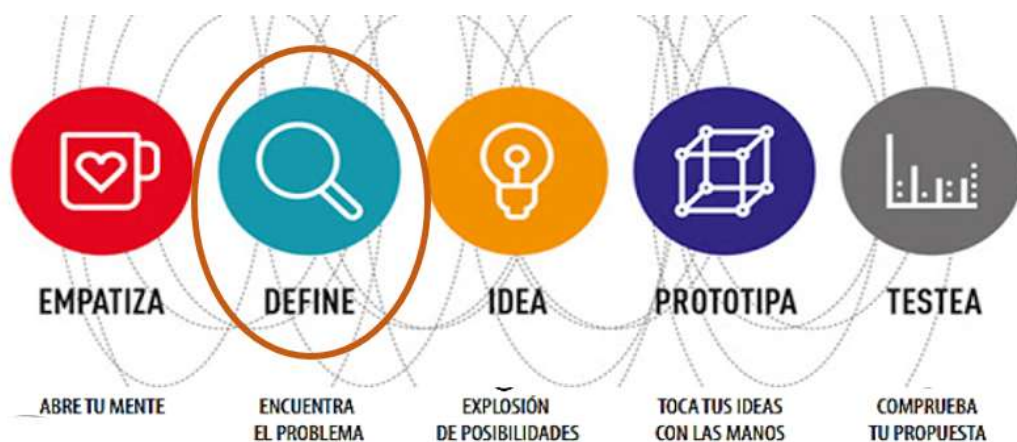 EMPATIZA
DEFINE
IDEA
PROTOTIPA
TESTEA
ABRE TU MENTE
ENCUENTRA
EL PROBLEMA
EXPLOSIÓN
DE POSIBILIDADES
TOCA TUS IDEAS
CON LAS MANOS
COMPRUEBA
TU PROPUESTA